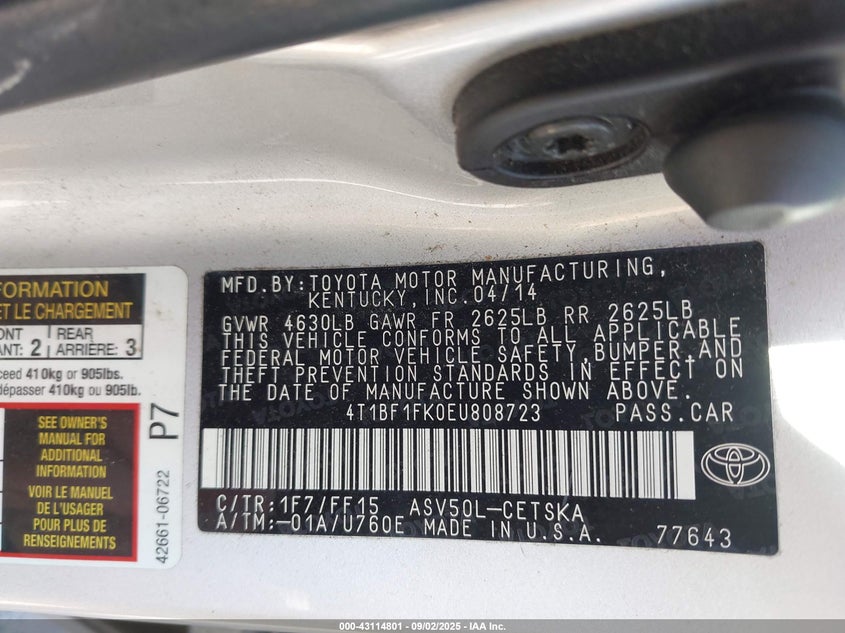 FORMATION
ET LE CHARGEMENT
REAR
ANT: 2 ARRIÈRE: 3
ceed 410kg or 905lbs.
dépasser 410kg ou 905lb.
SEE OWNER'S
MANUAL FOR
ADDITIONAL
INFORMATION
VOIR LE MANUEL
DE L'USAGER
POUR PLUS DE
RENSEIGNEMENTS
P7
42661-06722
MFD.BY:TOYOTA MOTOR MANUFACTURING,
KENTUCKY,INC.04/14
GVWR 4630LB GAWR FR 2625LB RR 2625LB
THIS VEHICLE CONFORMS TO ALL APPLICABLE
FEDERAL MOTOR VEHICLE SAFETY,BUMPER,AND
THEFT PREVENTION STANDARDS IN EFFECT ON
THE DATE OF MANUFACTURE SHOWN ABOVE.
4T1BF1FK0EU808723 PASS.CAR
C/TR:1F7/FF15 ASV50L-CETSKA
A/TM:-01A/U760E MADE IN U.S.A. 77643
000-43114801 - 09/02/2025 - IAA Inc.